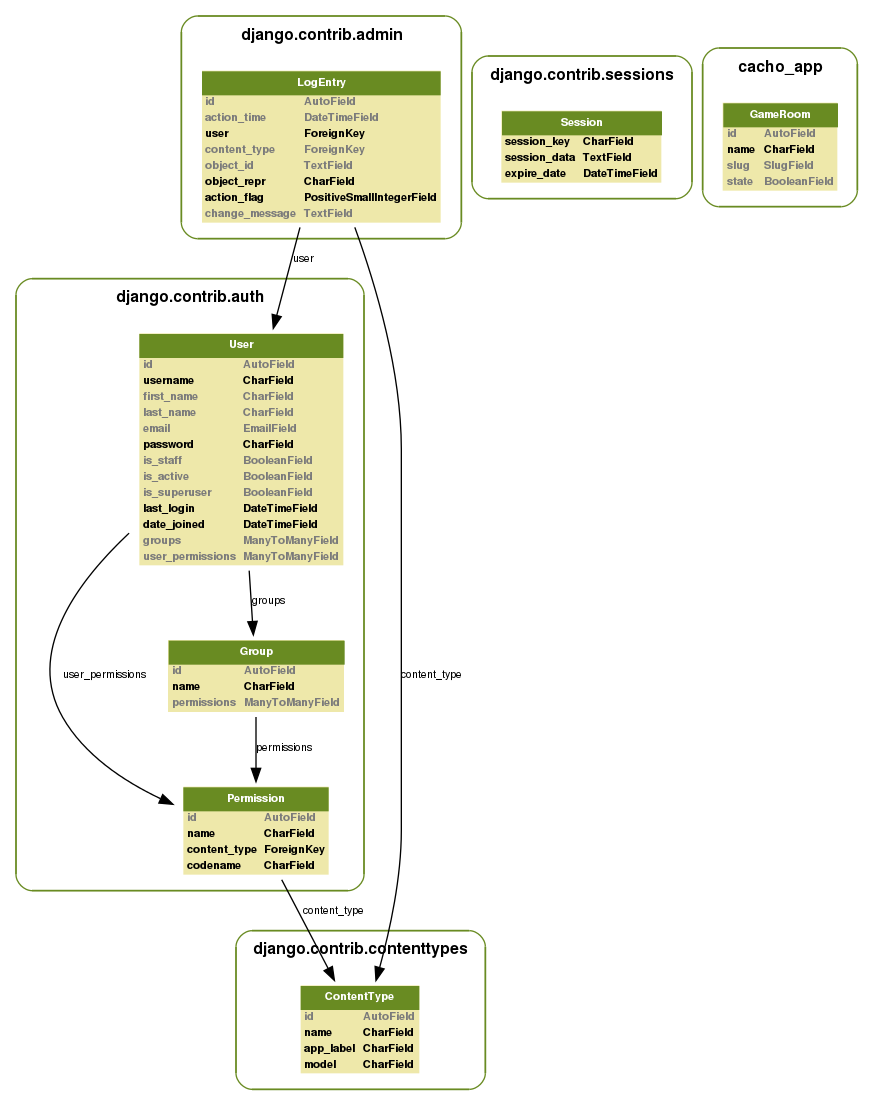 django.contrib.admin
LogEntry
id AutoField
action_time DateTimeField
user ForeignKey
content_type ForeignKey
object_id TextField
object_repr CharField
action_flag PositiveSmallIntegerField
change_message TextField
django.contrib.sessions
Session
session_key CharField
session_data TextField
expire_date DateTimeField
cacho_app
GameRoom
id AutoField
name CharField
slug SlugField
state BooleanField
user
django.contrib.auth
User
id AutoField
username CharField
first_name CharField
last_name CharField
email EmailField
password CharField
is_staff BooleanField
is_active BooleanField
is_superuser BooleanField
last_login DateTimeField
date_joined DateTimeField
groups ManyToManyField
user_permissions ManyToManyField
groups
Group
id AutoField
name CharField
permissions ManyToManyField
user_permissions
content_type
permissions
Permission
id AutoField
name CharField
content_type ForeignKey
codename CharField
content_type
django.contrib.contenttypes
ContentType
id AutoField
name CharField
app_label CharField
model CharField